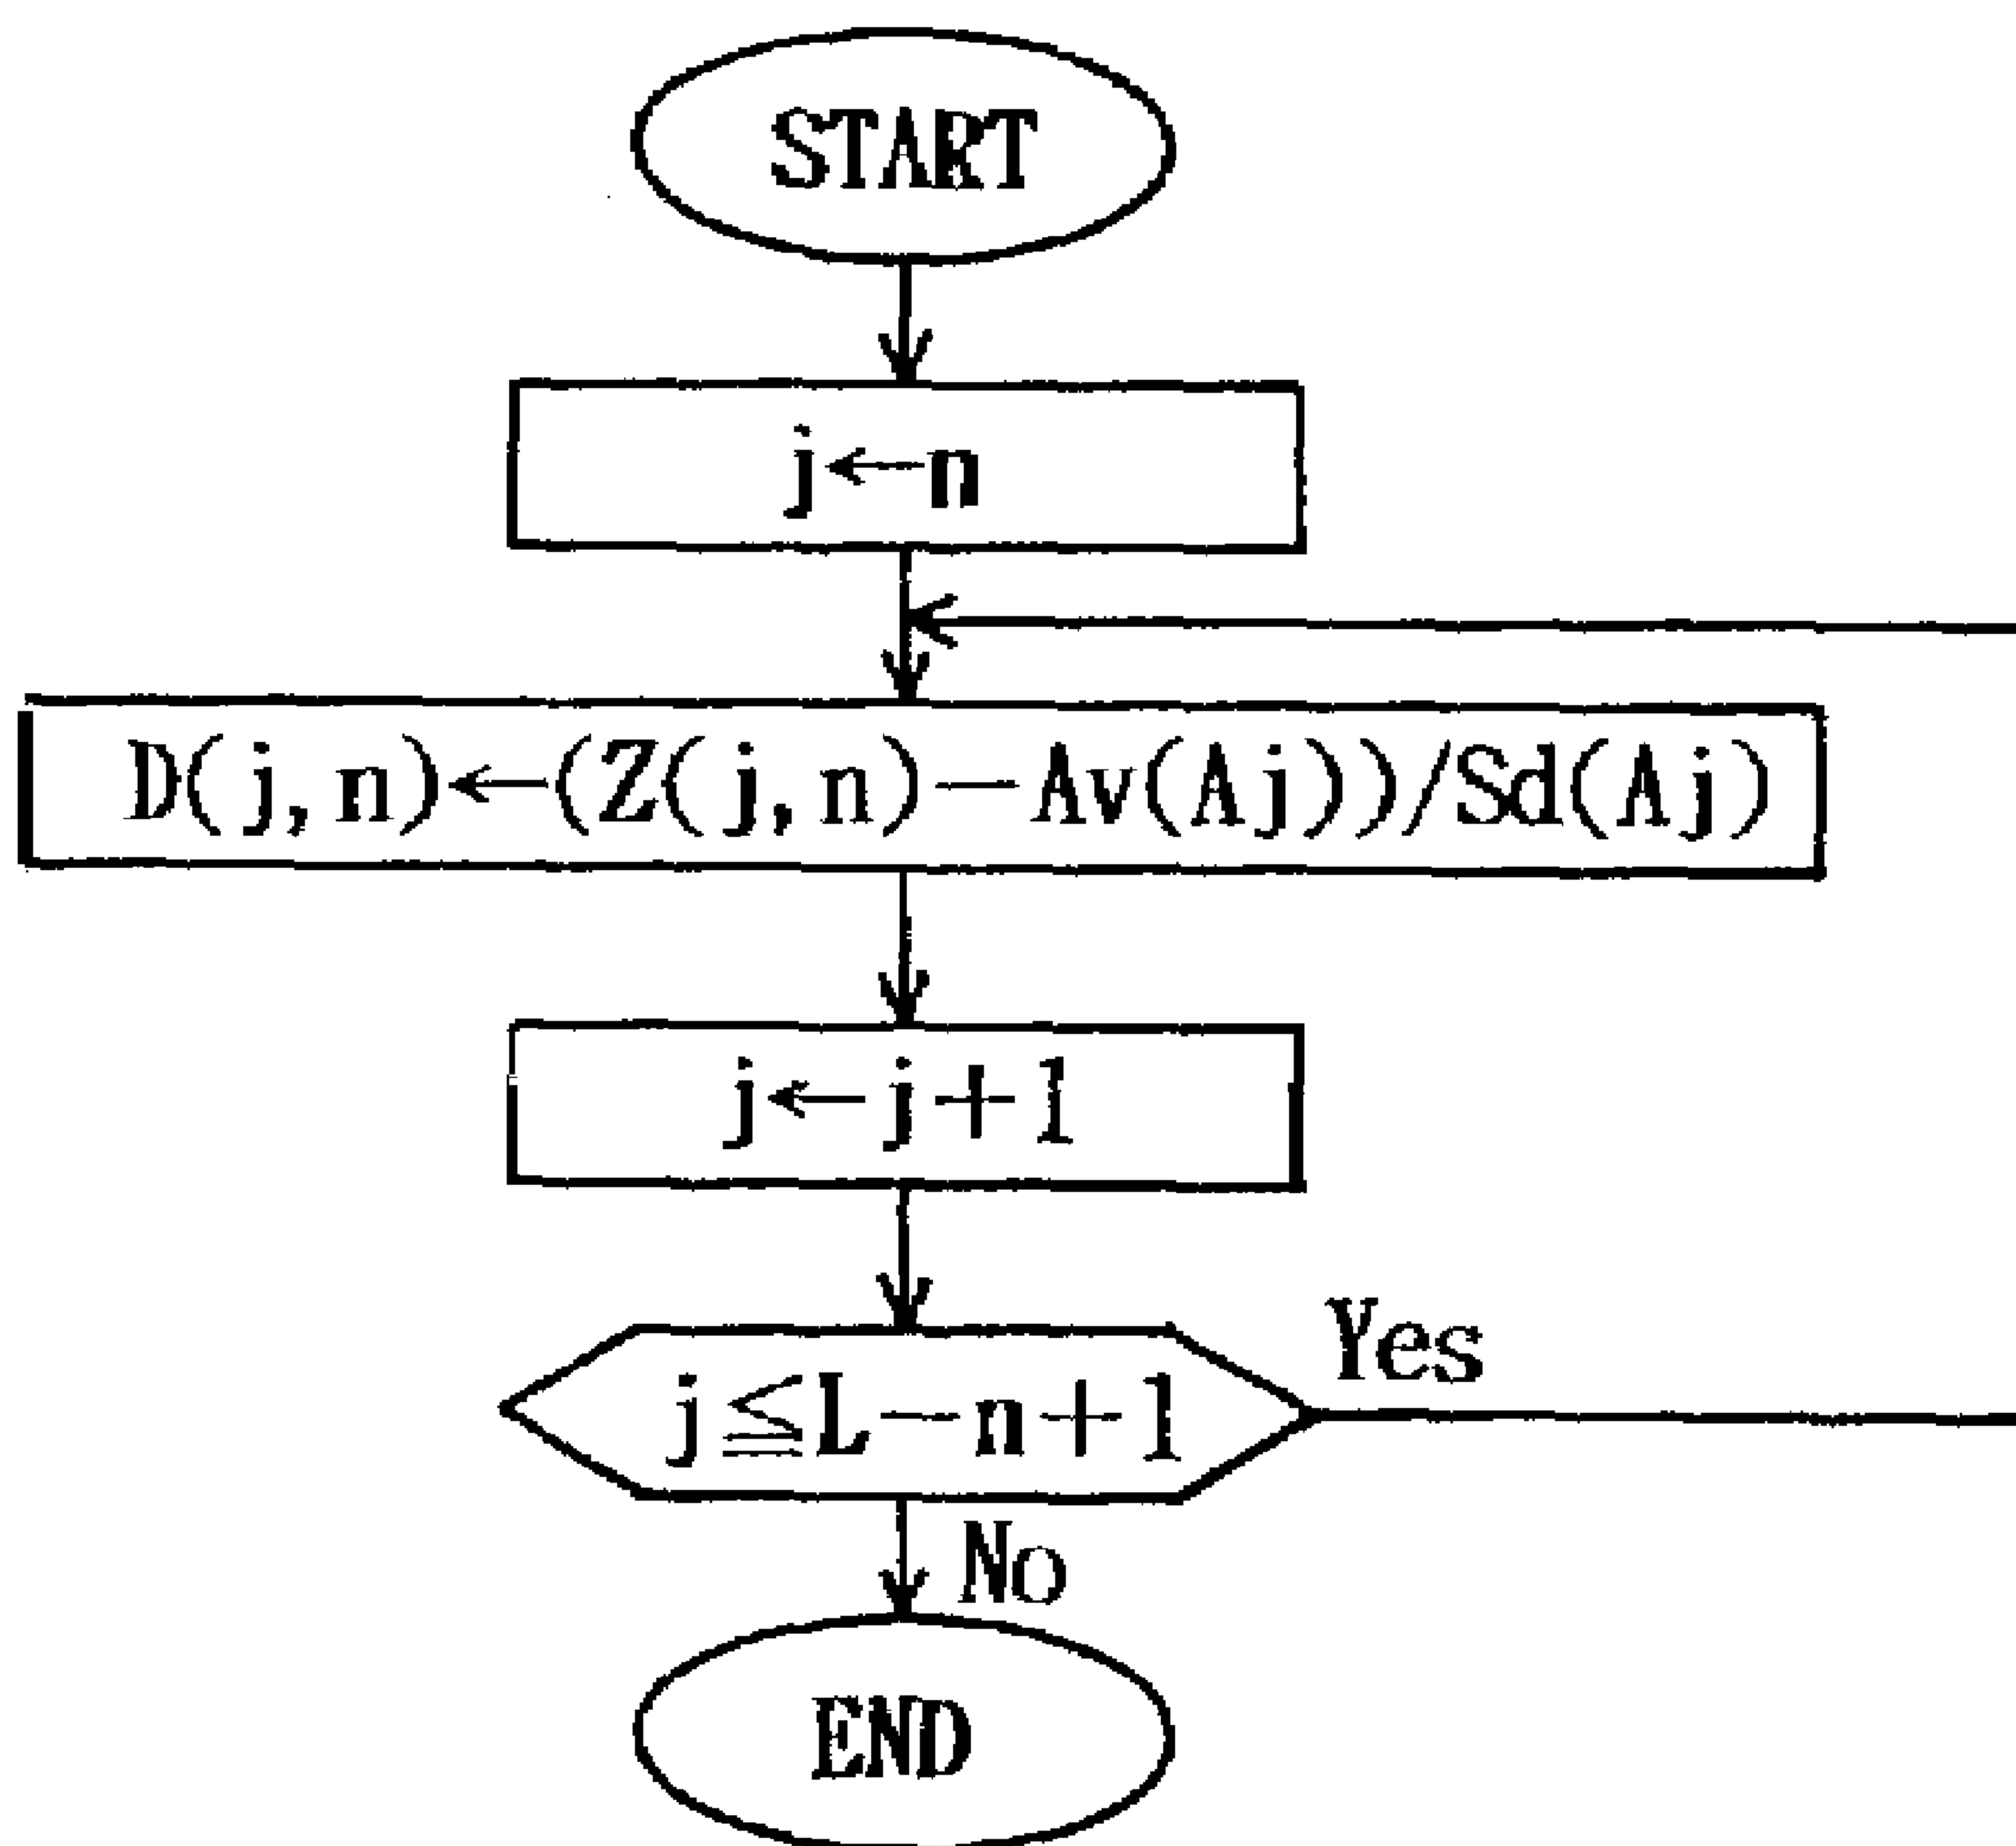 START
j←n
D(j,n)←(Z(j,n)−Av(Aj))/Sd(Aj)
j←j+1
j≦L−n+1
Yes
No
END